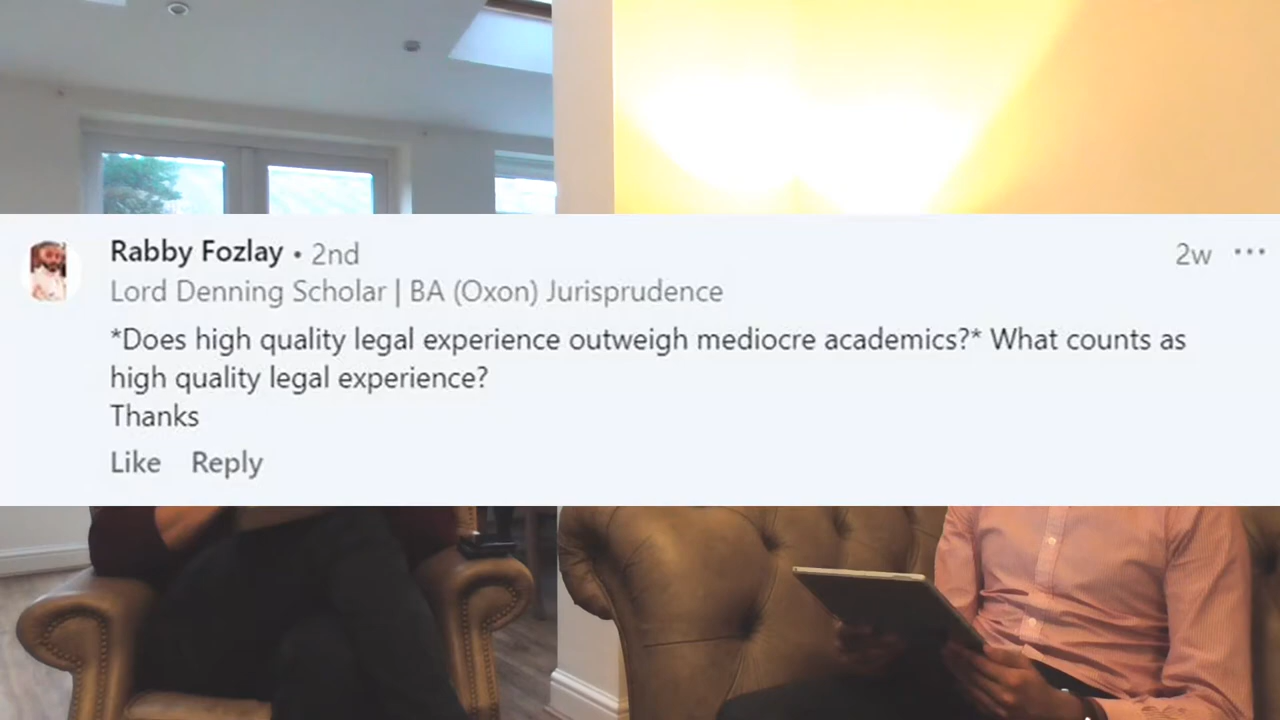 Rabby Fozlay • 2nd
2w
Lord Denning Scholar | BA (Oxon) Jurisprudence
*Does high quality legal experience outweigh mediocre academics?* What counts as
high quality legal experience?
Thanks
Like Reply